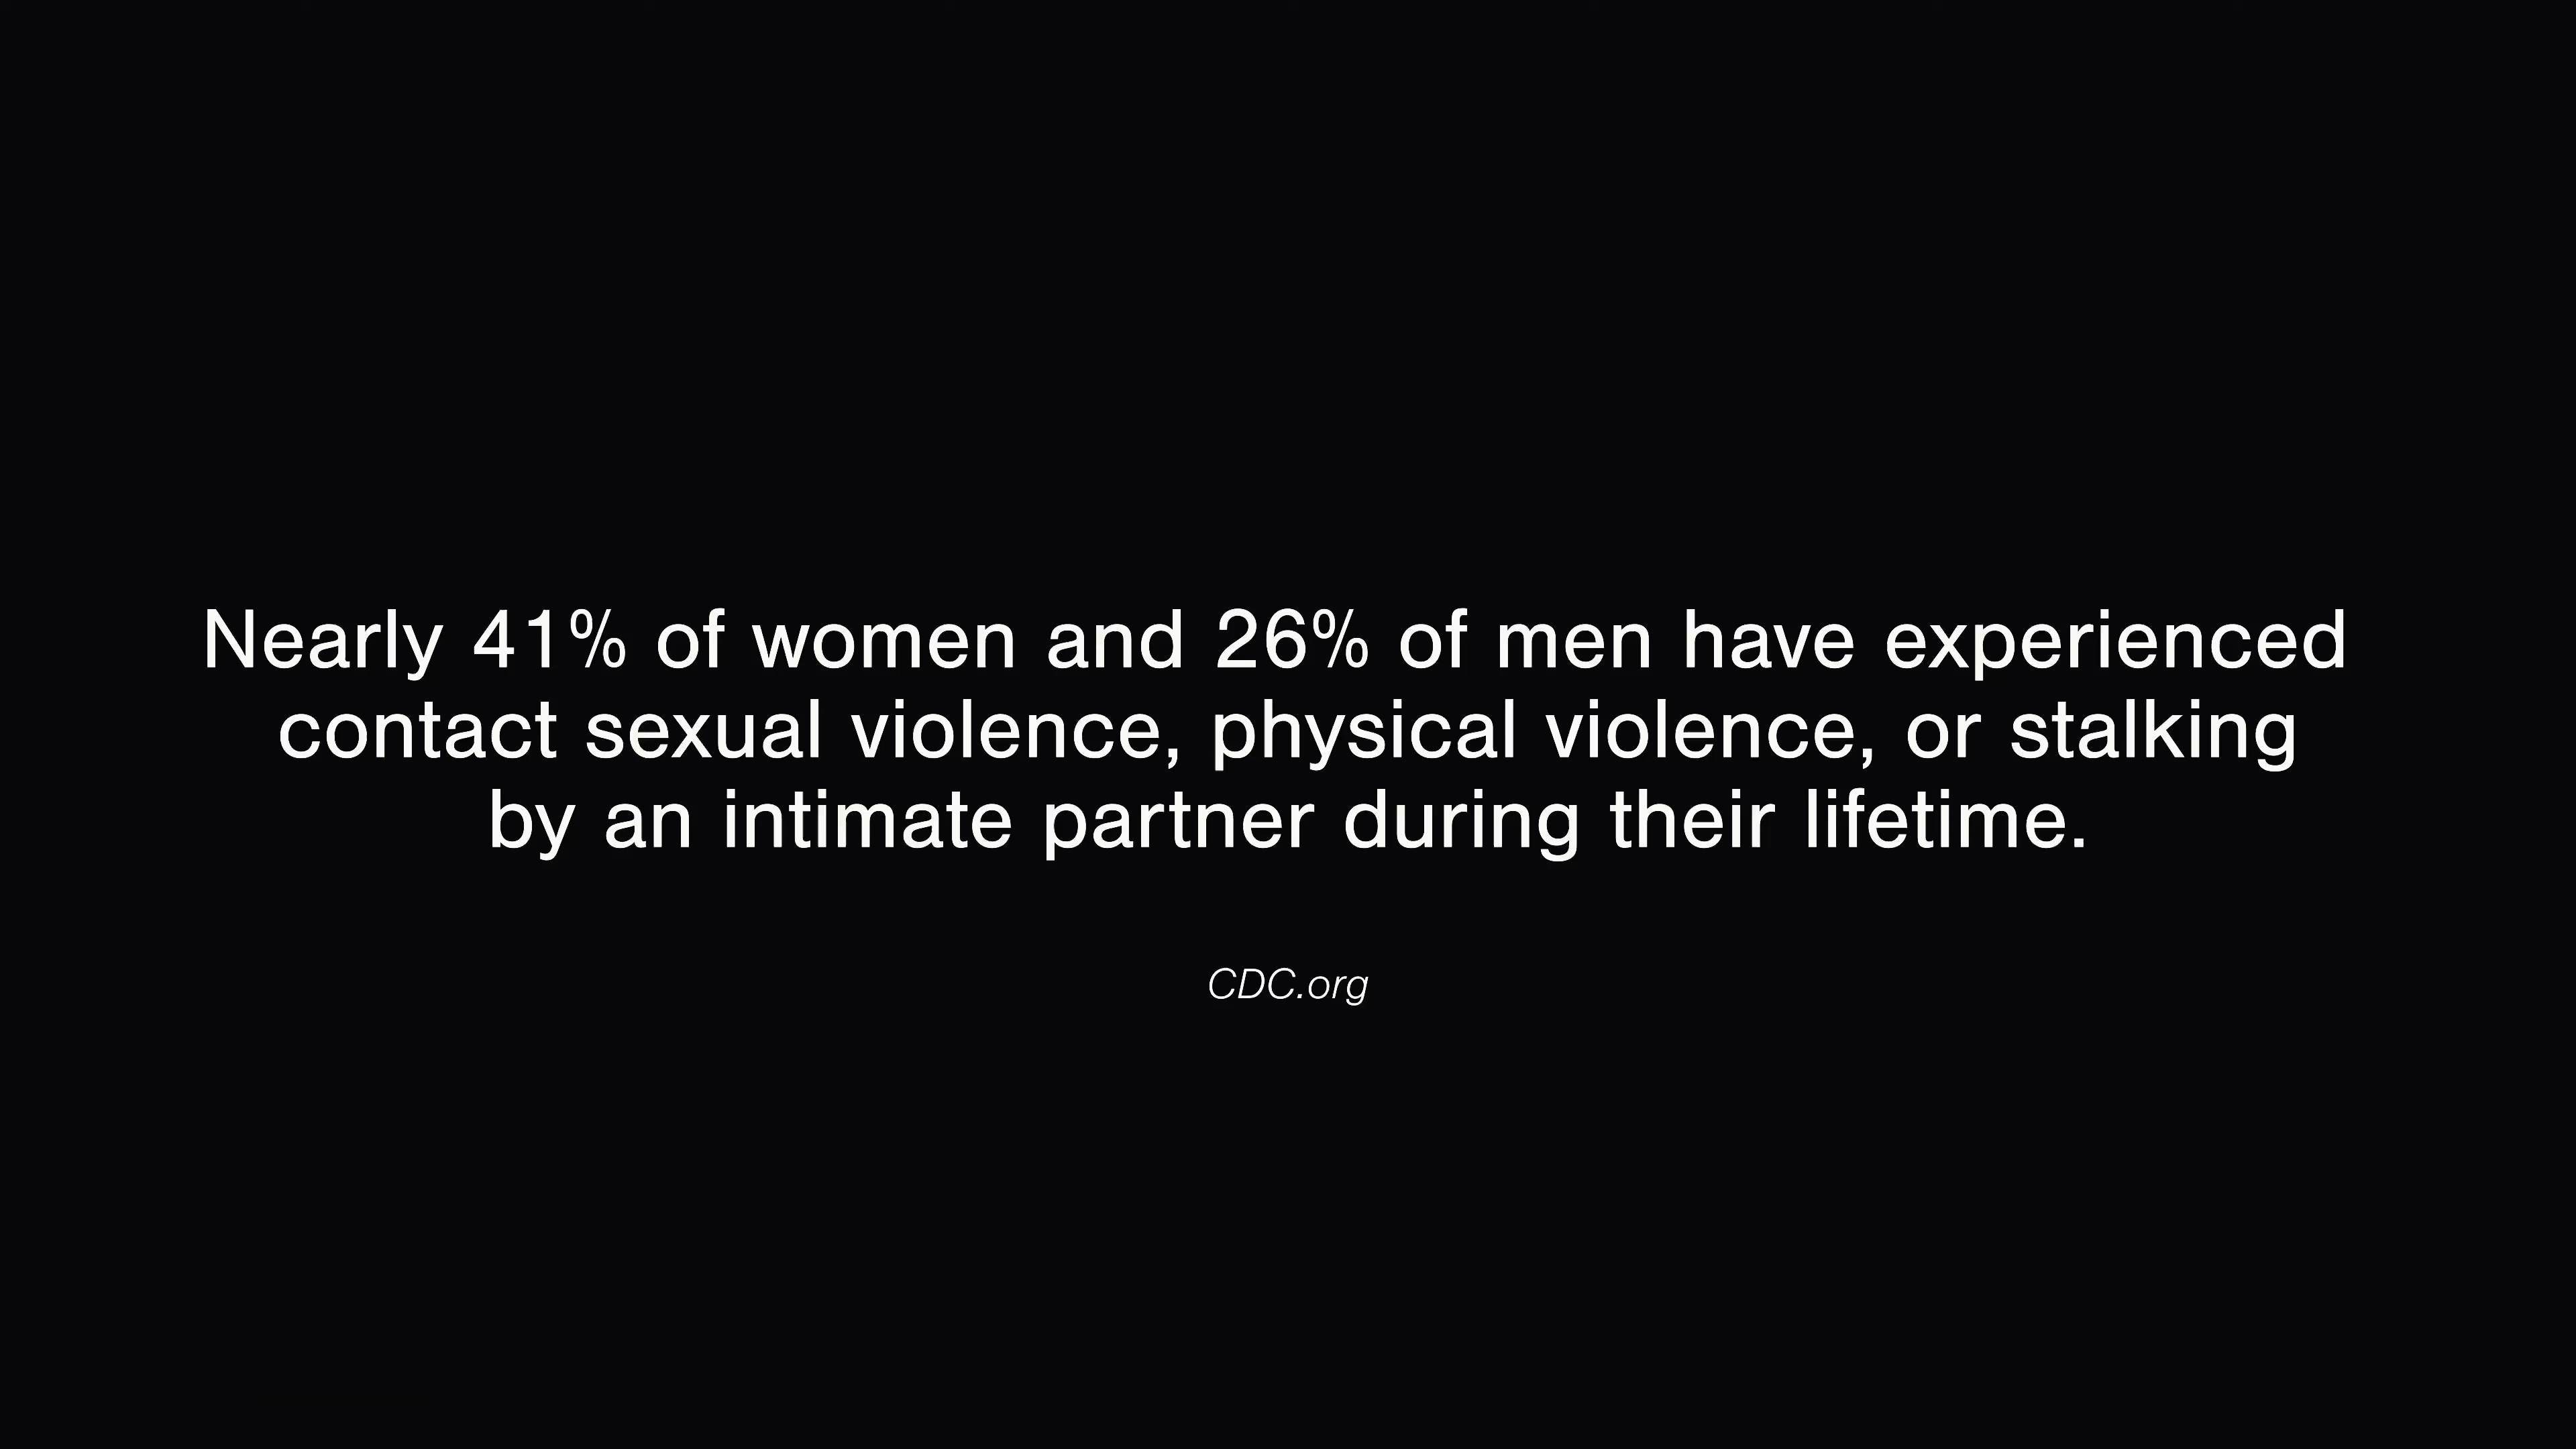 Nearly 41% of women and 26% of men have experienced
contact sexual violence, physical violence, or stalking
by an intimate partner during their lifetime.
CDC.org